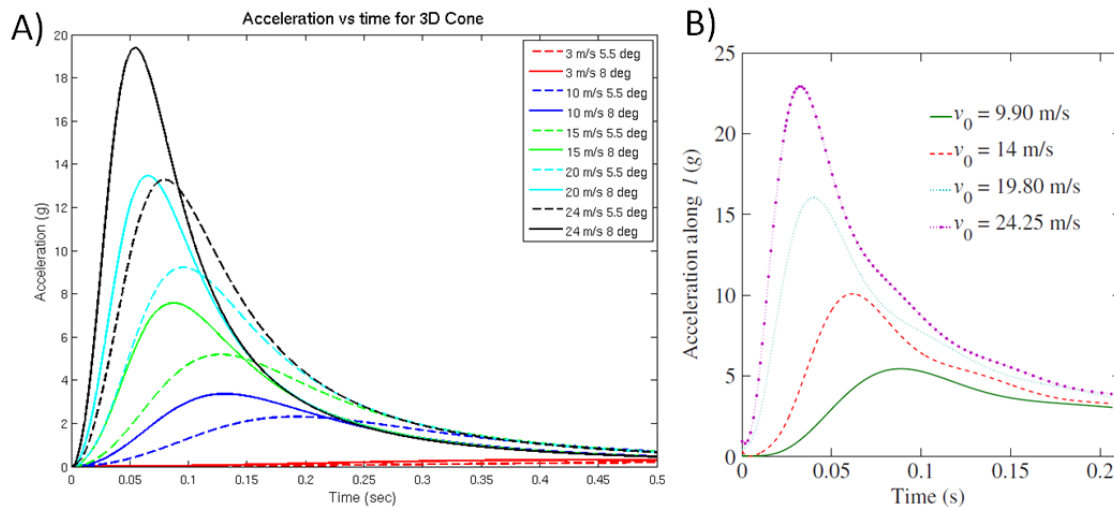 A)
Acceleration vs time for 3D Cone
20
18
16
14
12
10
8
6
4
2
0
Acceleration (g)
0 0.05 0.1 0.15 0.2 0.25 0.3 0.35 0.4 0.45 0.5
Time (sec)
3 m/s 5.5 deg
3 m/s 8 deg
10 m/s 5.5 deg
10 m/s 8 deg
15 m/s 5.5 deg
15 m/s 8 deg
20 m/s 5.5 deg
20 m/s 8 deg
24 m/s 5.5 deg
24 m/s 8 deg
B)
25
20
15
10
5
0
Acceleration along l (g)
0 0.05 0.1 0.15 0.2
Time (s)
v0 = 9.90 m/s
v0 = 14 m/s
v0 = 19.80 m/s
v0 = 24.25 m/s